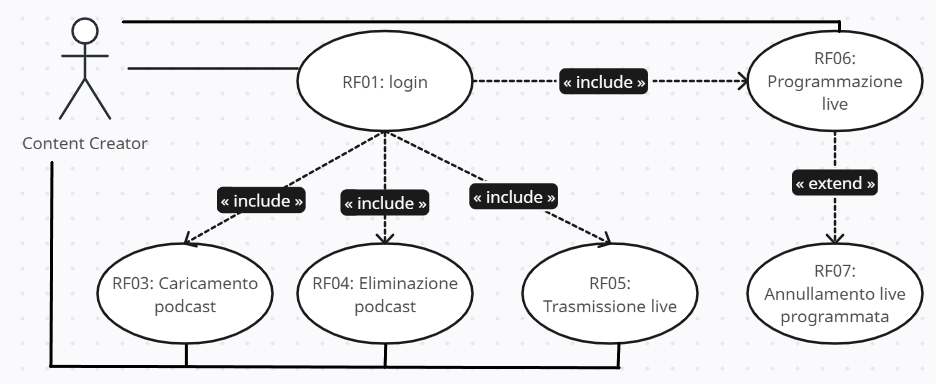 RF06:
Programmazione
live
RF01: login
« include »
Content Creator
« include »
« include »
« include »
« extend »
RF03: Caricamento
podcast
RF04: Eliminazione
podcast
RF05:
Trasmissione live
RF07:
Annullamento live
programmata